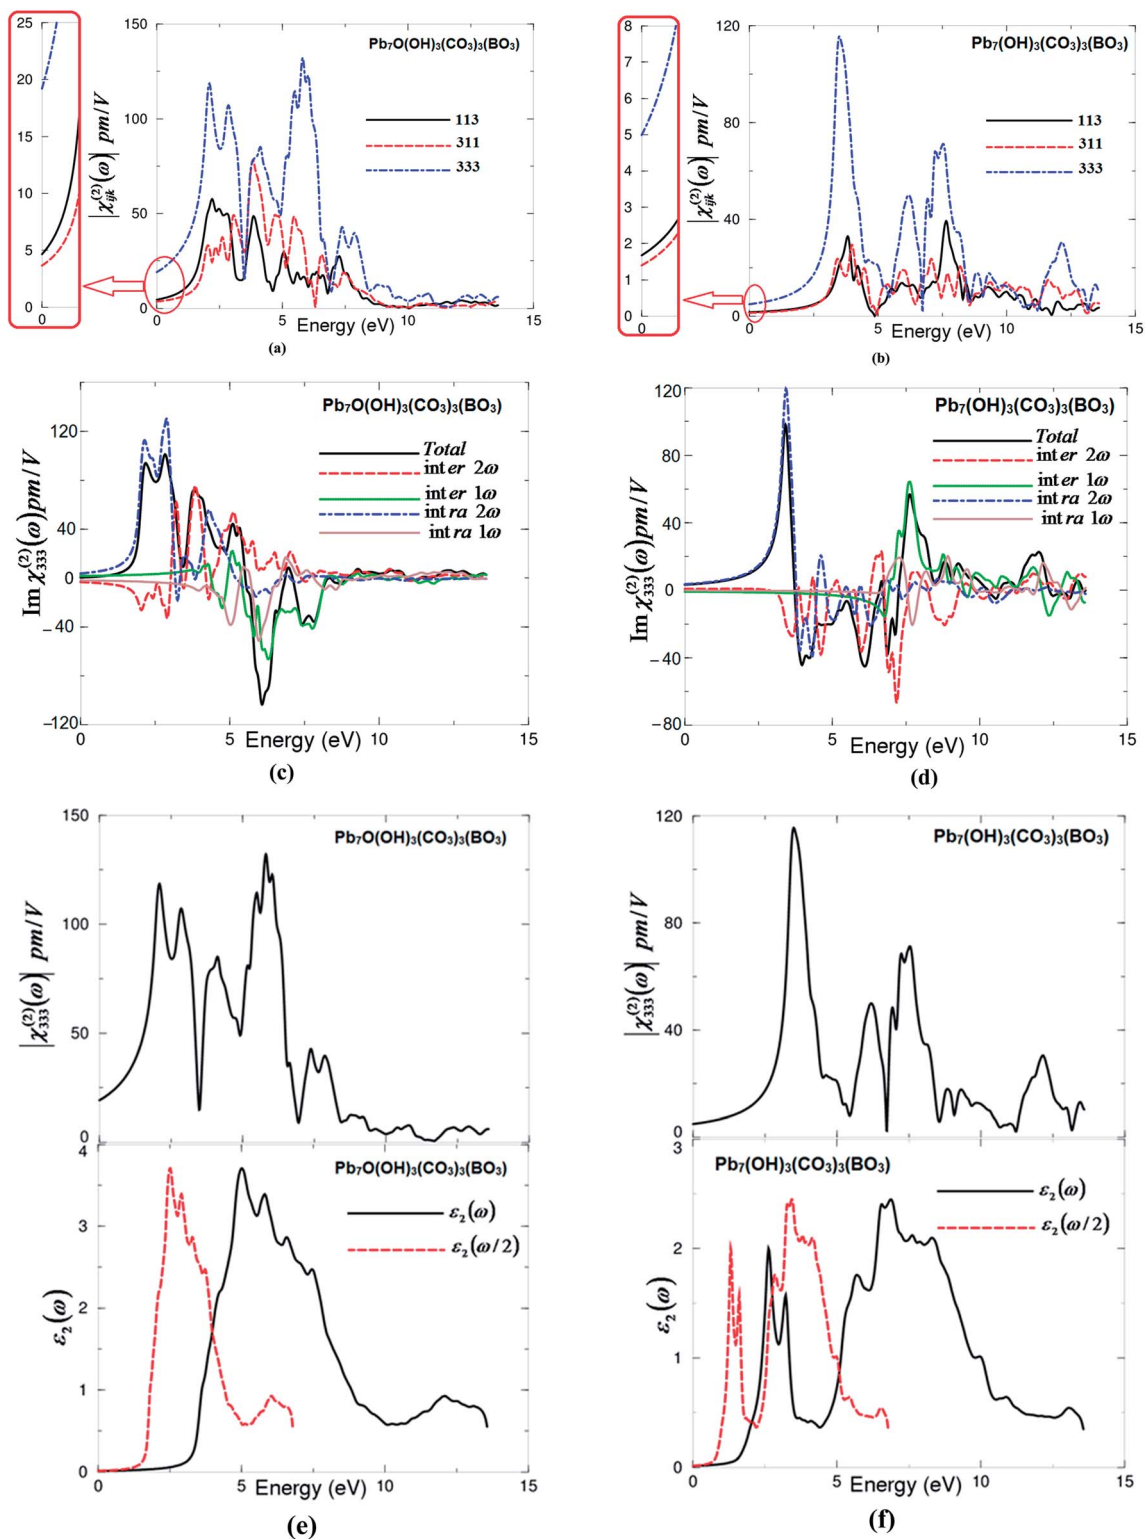 25
20
15
10
5
0
0
150
100
50
0
|χijk(2)(ω)| pm/V
Pb7O(OH)3(CO3)3(BO3)
113
311
333
0
5
10
15
Energy (eV)
(a)
8
7
6
5
4
3
2
1
0
0
120
80
40
0
|χijk(2)(ω)| pm/V
Pb7(OH)3(CO3)3(BO3)
113
311
333
0
5
10
15
Energy (eV)
(b)
120
40
0
−40
−120
Im χ333(2)(ω)pm/V
Pb7O(OH)3(CO3)3(BO3)
Total
inter 2ω
inter 1ω
intra 2ω
intra 1ω
0
5
10
15
Energy (eV)
(c)
120
80
40
0
−40
−80
Im χ333(2)(ω)pm/V
Pb7(OH)3(CO3)3(BO3)
Total
inter 2ω
inter 1ω
intra 2ω
intra 1ω
0
5
10
15
Energy (eV)
(d)
150
100
50
0
|χ333(2)(ω)| pm/V
Pb7O(OH)3(CO3)3(BO3)
4
3
2
1
0
ε2(ω)
Pb7O(OH)3(CO3)3(BO3)
ε2(ω)
ε2(ω/2)
0
5
10
15
Energy (eV)
(e)
120
80
40
0
|χ333(2)(ω)| pm/V
Pb7(OH)3(CO3)3(BO3)
3
2
1
0
ε2(ω)
Pb7(OH)3(CO3)3(BO3)
ε2(ω)
ε2(ω/2)
0
5
10
15
Energy (eV)
(f)